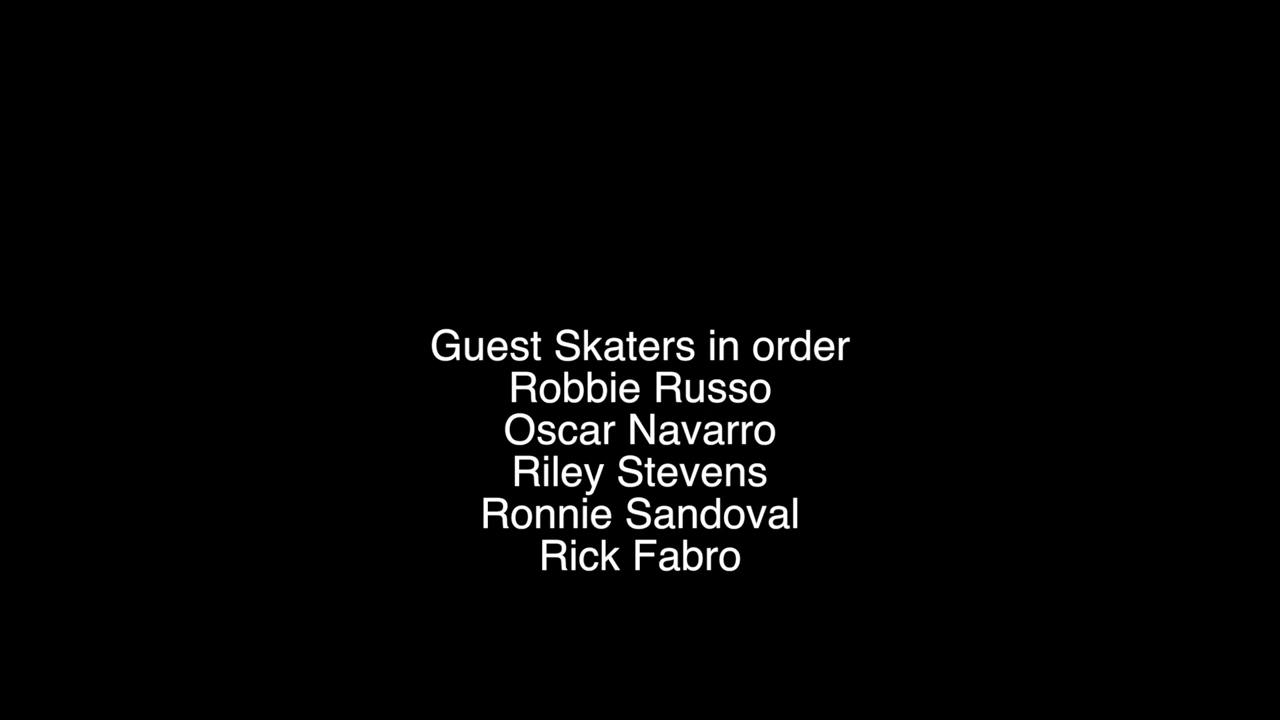 Guest Skaters in order
Robbie Russo
Oscar Navarro
Riley Stevens
Ronnie Sandoval
Rick Fabro